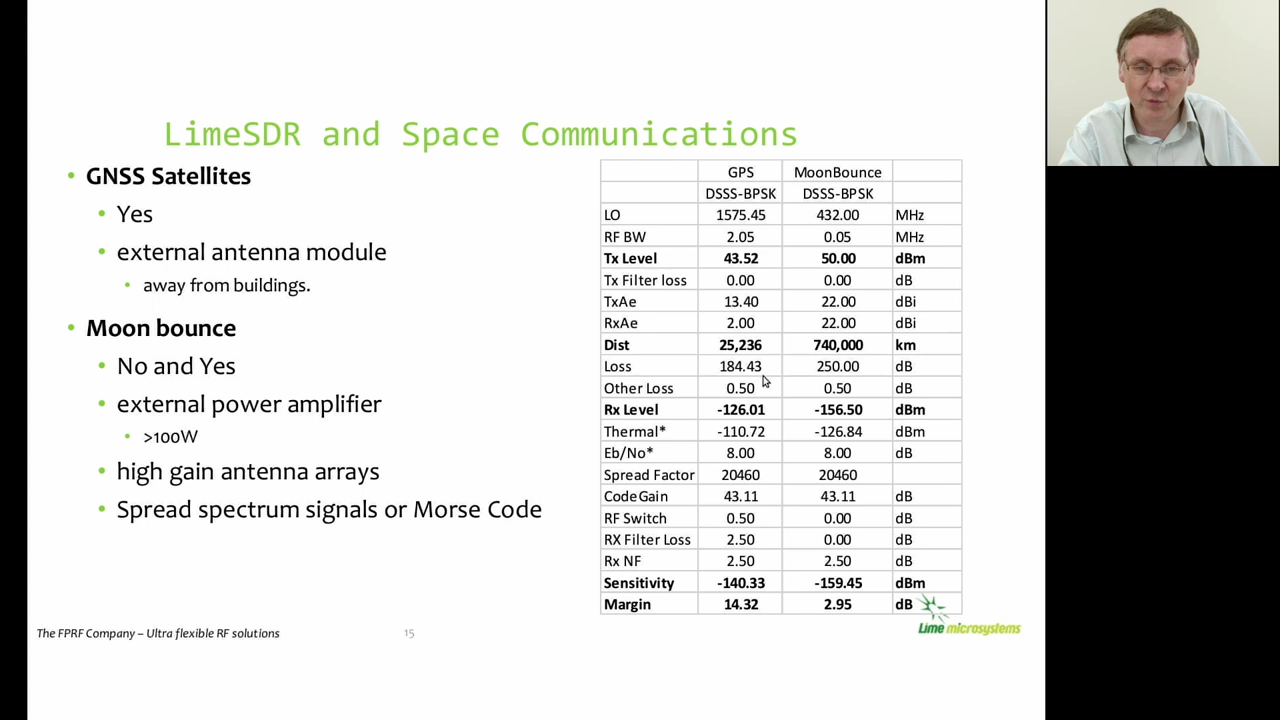 LimeSDR and Space Communications
• GNSS Satellites
• Yes
• external antenna module
• away from buildings.
• Moon bounce
• No and Yes
• external power amplifier
• >100W
• high gain antenna arrays
• Spread spectrum signals or Morse Code
GPS MoonBounce
DSSS-BPSK DSSS-BPSK
LO 1575.45 432.00 MHz
RF BW 2.05 0.05 MHz
Tx Level 43.52 50.00 dBm
Tx Filter loss 0.00 0.00 dB
TxAe 13.40 22.00 dBi
RxAe 2.00 22.00 dBi
Dist 25,236 740,000 km
Loss 184.43 250.00 dB
Other Loss 0.50 0.50 dB
Rx Level -126.01 -156.50 dBm
Thermal* -110.72 -126.84 dBm
Eb/No* 8.00 8.00 dB
Spread Factor 20460 20460
CodeGain 43.11 43.11 dB
RF Switch 0.50 0.00 dB
RX Filter Loss 2.50 0.00 dB
Rx NF 2.50 2.50 dB
Sensitivity -140.33 -159.45 dBm
Margin 14.32 2.95 dB
The FPRF Company – Ultra flexible RF solutions
15
Lime microsystems